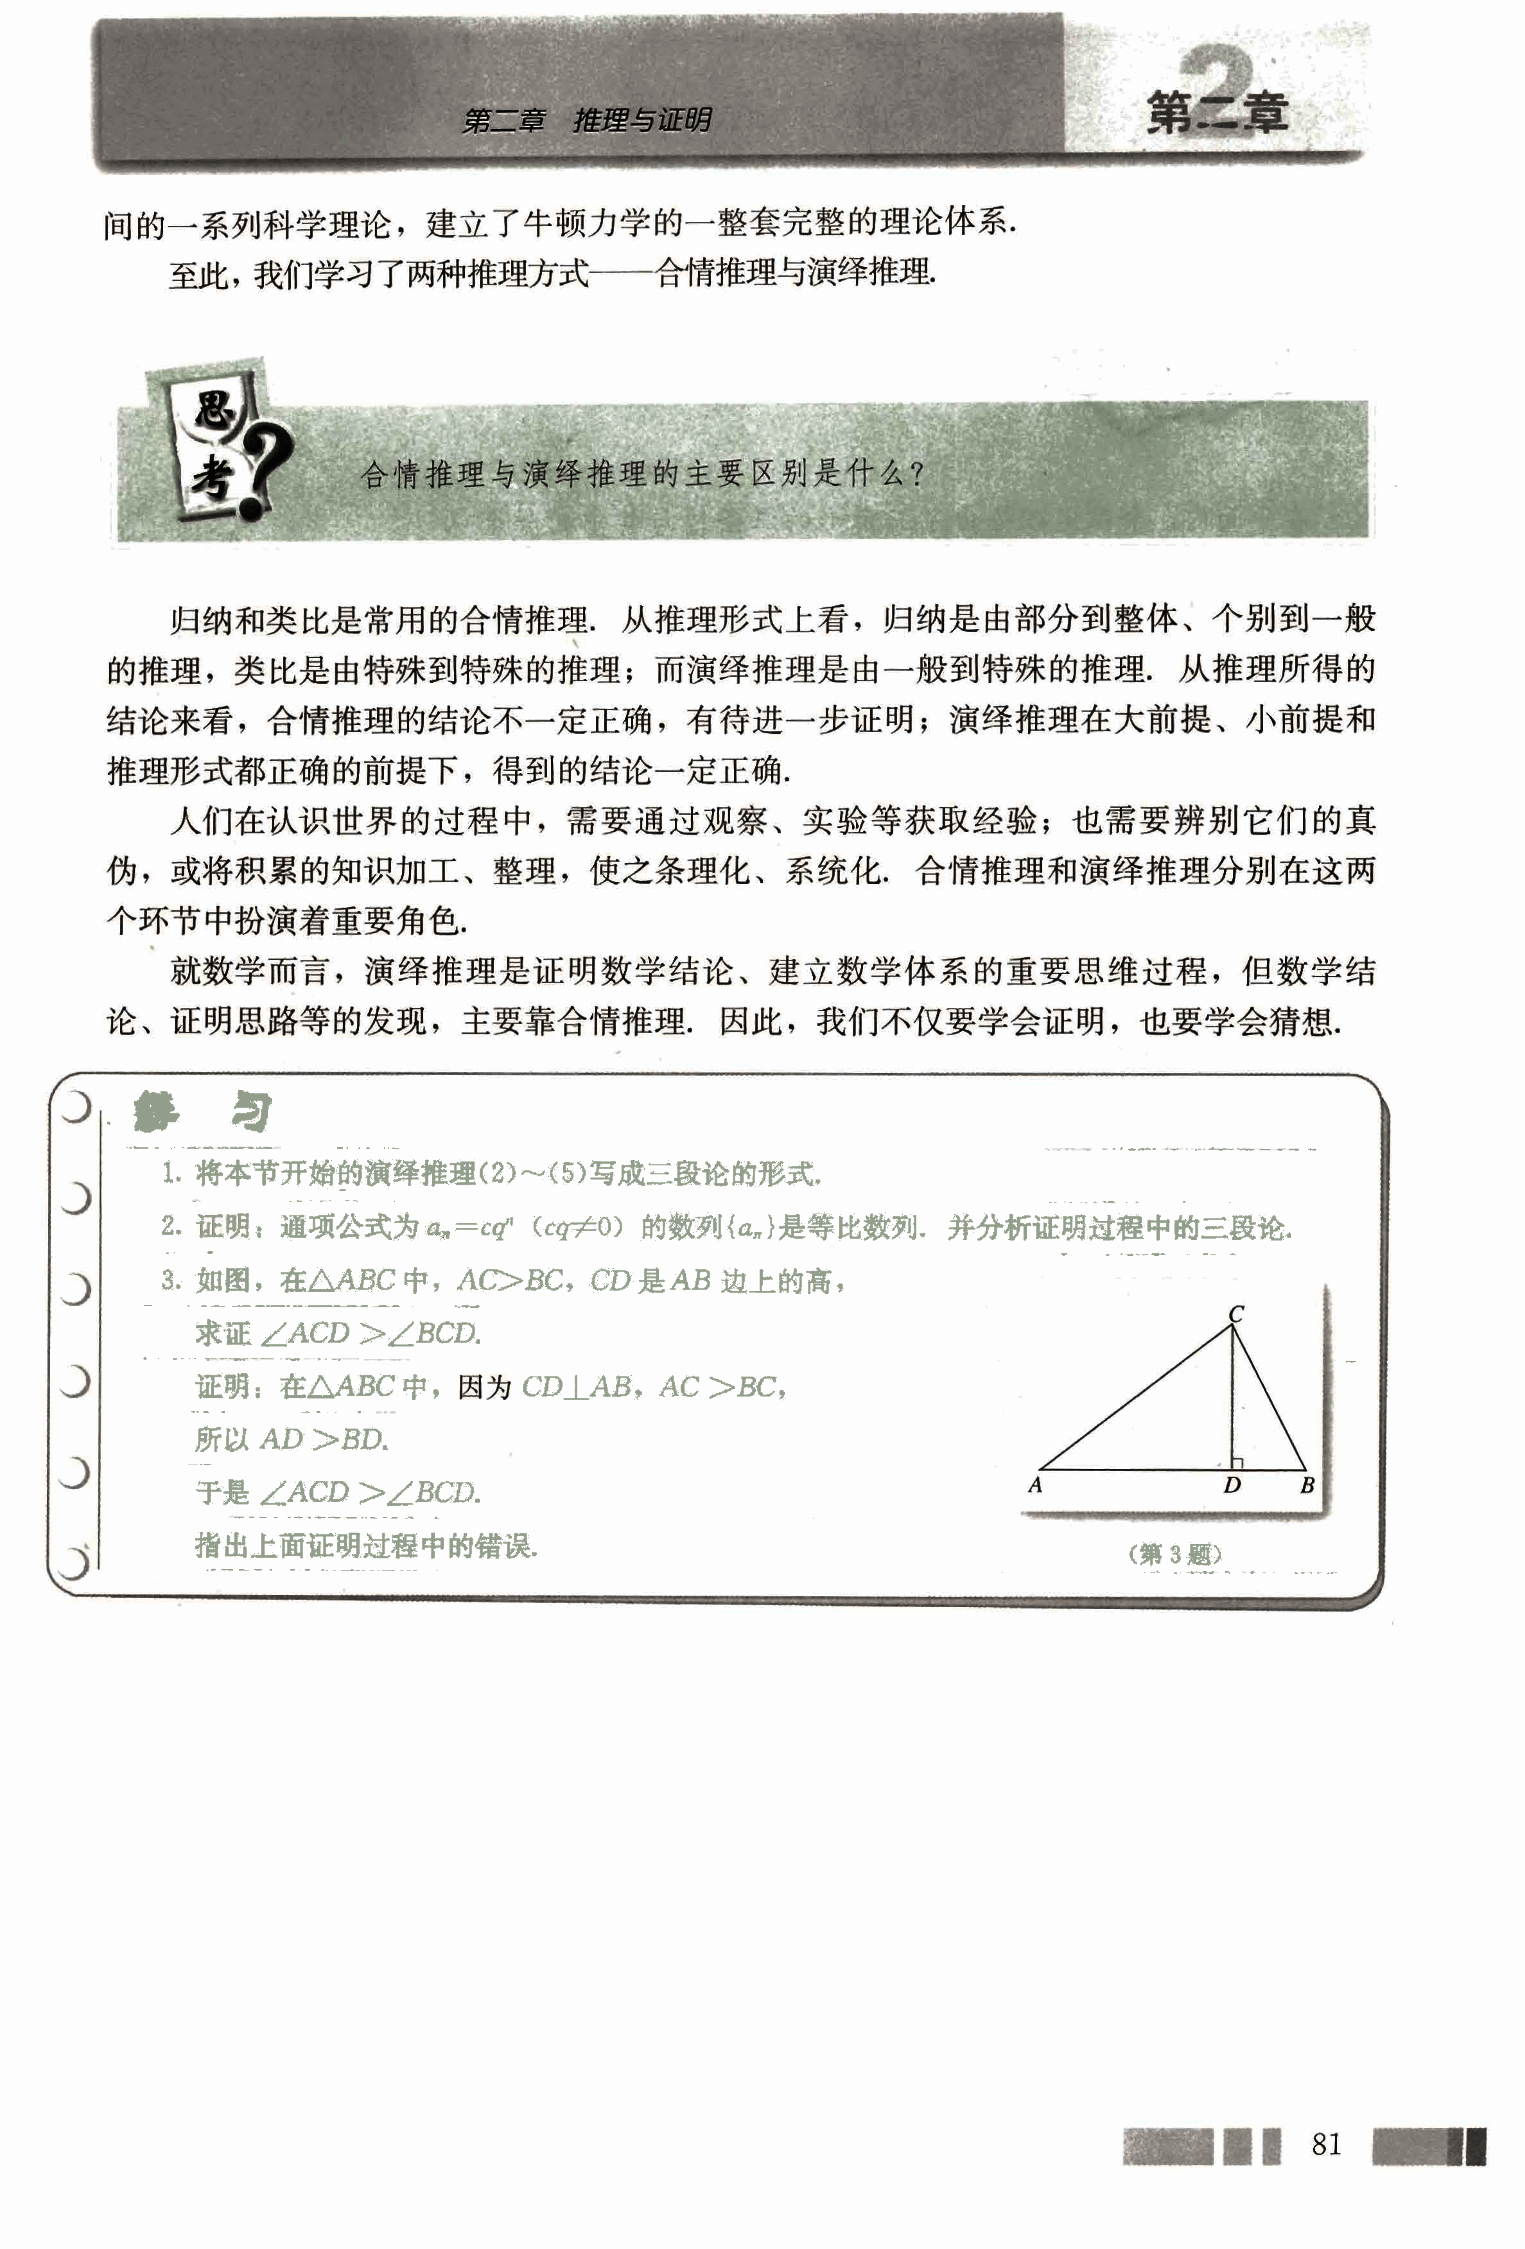 第二章 推理与证明
第二章
间的一系列科学理论，建立了牛顿力学的一整套完整的理论体系.
至此，我们学习了两种推理方式——合情推理与演绎推理.
思考?
合情推理与演绎推理的主要区别是什么?
归纳和类比是常用的合情推理. 从推理形式上看，归纳是由部分到整体、个别到一般
的推理，类比是由特殊到特殊的推理；而演绎推理是由一般到特殊的推理. 从推理所得的
结论来看，合情推理的结论不一定正确，有待进一步证明；演绎推理在大前提、小前提和
推理形式都正确的前提下，得到的结论一定正确.
人们在认识世界的过程中，需要通过观察、实验等获取经验；也需要辨别它们的真
伪，或将积累的知识加工、整理，使之条理化、系统化. 合情推理和演绎推理分别在这两
个环节中扮演着重要角色.
就数学而言，演绎推理是证明数学结论、建立数学体系的重要思维过程，但数学结
论、证明思路等的发现，主要靠合情推理. 因此，我们不仅要学会证明，也要学会猜想.
练 习
1. 将本节开始的演绎推理(2)～(5)写成三段论的形式.
2. 证明：通项公式为 aₙ=cqⁿ（cq≠0）的数列{aₙ}是等比数列. 并分析证明过程中的三段论.
3. 如图，在△ABC 中，AC>BC，CD 是 AB 边上的高，
求证 ∠ACD >∠BCD.
证明：在△ABC 中，因为 CD⊥AB，AC >BC，
所以 AD >BD.
于是 ∠ACD >∠BCD.
指出上面证明过程中的错误.
C
A D B
（第 3 题）
81